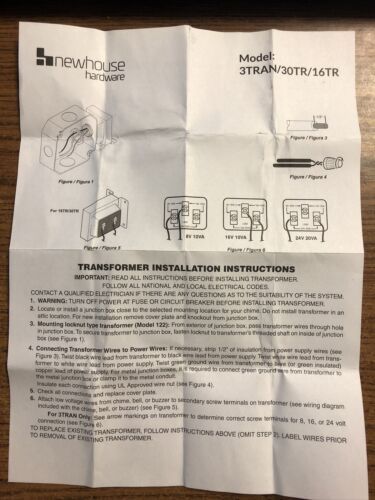 newhouse
hardware
Model:
3TRAN/30TR/16TR
1/2"
Figure / Figure 3
Figure / Figure 1
Figure / Figure 4
For 16TR/30TR
Figure / Figure 5
8V 10VA
16V 10VA
24V 20VA
Figure / Figure 6
TRANSFORMER INSTALLATION INSTRUCTIONS
IMPORTANT: READ ALL INSTRUCTIONS BEFORE INSTALLING TRANSFORMER.
FOLLOW ALL NATIONAL AND LOCAL ELECTRICAL CODES.
CONTACT A QUALIFIED ELECTRICIAN IF THERE ARE ANY QUESTIONS AS TO THE SUITABILITY OF THE SYSTEM.
1. WARNING: TURN OFF POWER AT FUSE OR CIRCUIT BREAKER BEFORE INSTALLING TRANSFORMER.
2. Locate or install a junction box close to the selected mounting location for your chime. Do not install transformer in an
attic location. For new installation remove cover plate and knockout from junction box.
3. Mounting locknut type transformer (Model 122): From exterior of junction box, pass transformer wires through hole
in junction box. To secure transformer to junction box, fasten locknut to transformer's threaded shaft on inside of junction
box (see Figure 1).
4. Connecting Transformer Wires to Power Wires: If necessary, strip 1/2" of insulation from power supply wires (see
Figure 3). Twist black wire lead from transformer to black wire lead from power supply. Twist white wire lead from trans-
former to white wire lead from power supply. Twist green ground wire from transformer to bare (or green insulated)
copper lead of power supply. For metal junction boxes, it is required to connect green ground wire from transformer to
the metal junction box or clamp it to the metal conduit.
Insulate each connection using UL Approved wire nut (see Figure 4).
5. Check all connections and replace cover plate.
6. Attach low voltage wires from chime, bell, or buzzer to secondary screw terminals on transformer (see wiring diagram
included with the chime, bell, or buzzer) (see Figure 5).
For 3TRAN Only: See arrow markings on transformer to determine correct screw terminals for 8, 16, or 24 volt
connection (see Figure 6).
TO REPLACE EXISTING TRANSFORMER, FOLLOW INSTRUCTIONS ABOVE (OMIT STEP 2). LABEL WIRES PRIOR
TO REMOVAL OF EXISTING TRANSFORMER.